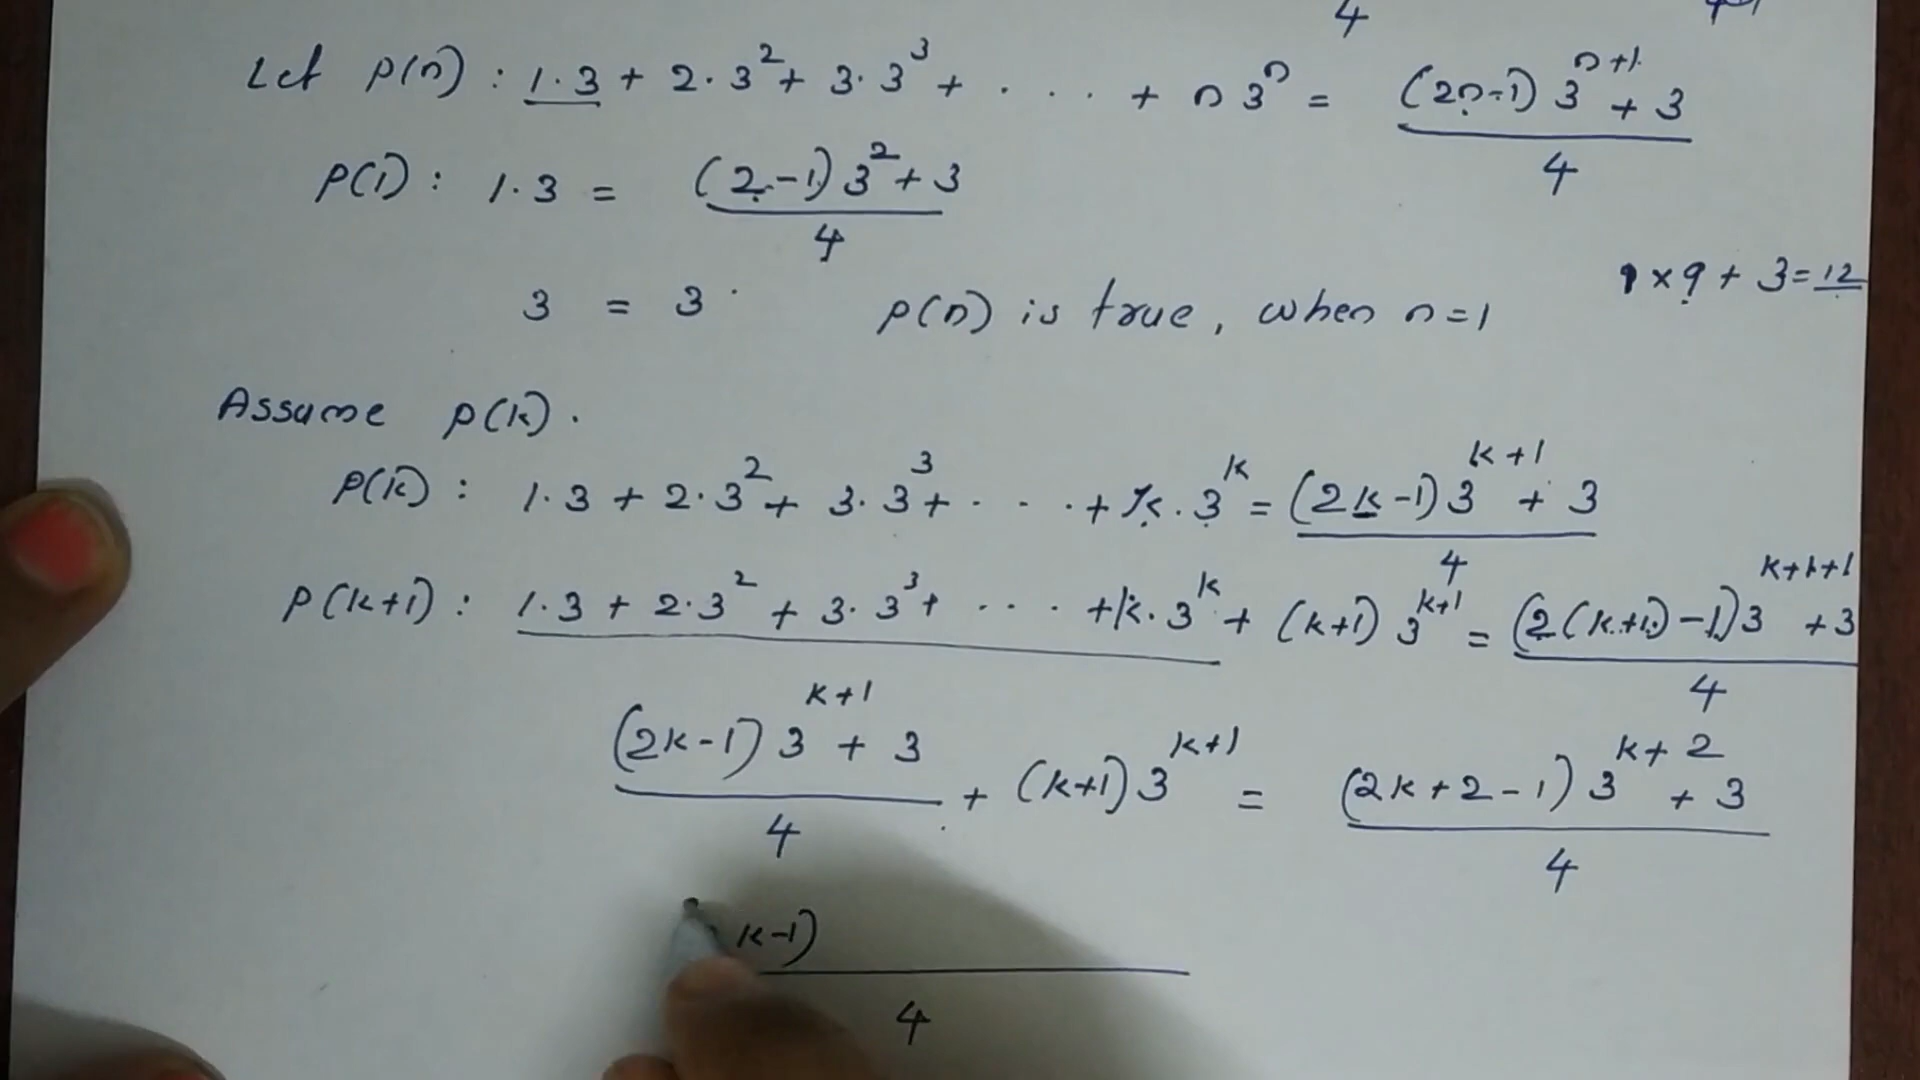 4
Let P(n) : 1·3 + 2·3² + 3·3³ + · · · · + n 3ⁿ = (2n-1) 3ⁿ⁺¹ + 3 / 4
P(1) : 1·3 = (2-1) 3² + 3 / 4
1 × 9 + 3 = 12
3 = 3 · P(n) is true, when n=1
Assume P(k).
P(k) : 1·3 + 2·3² + 3·3³ + · · · + k·3ᵏ = (2k-1) 3ᵏ⁺¹ + 3 / 4
P(k+1) : 1·3 + 2·3² + 3·3³ + · · · + k·3ᵏ + (k+1) 3ᵏ⁺¹ = (2(k+1)-1) 3ᵏ⁺¹⁺¹ + 3 / 4
(2k-1) 3ᵏ⁺¹ + 3 / 4 + (k+1) 3ᵏ⁺¹ = (2k+2-1) 3ᵏ⁺² + 3 / 4
k-1) / 4